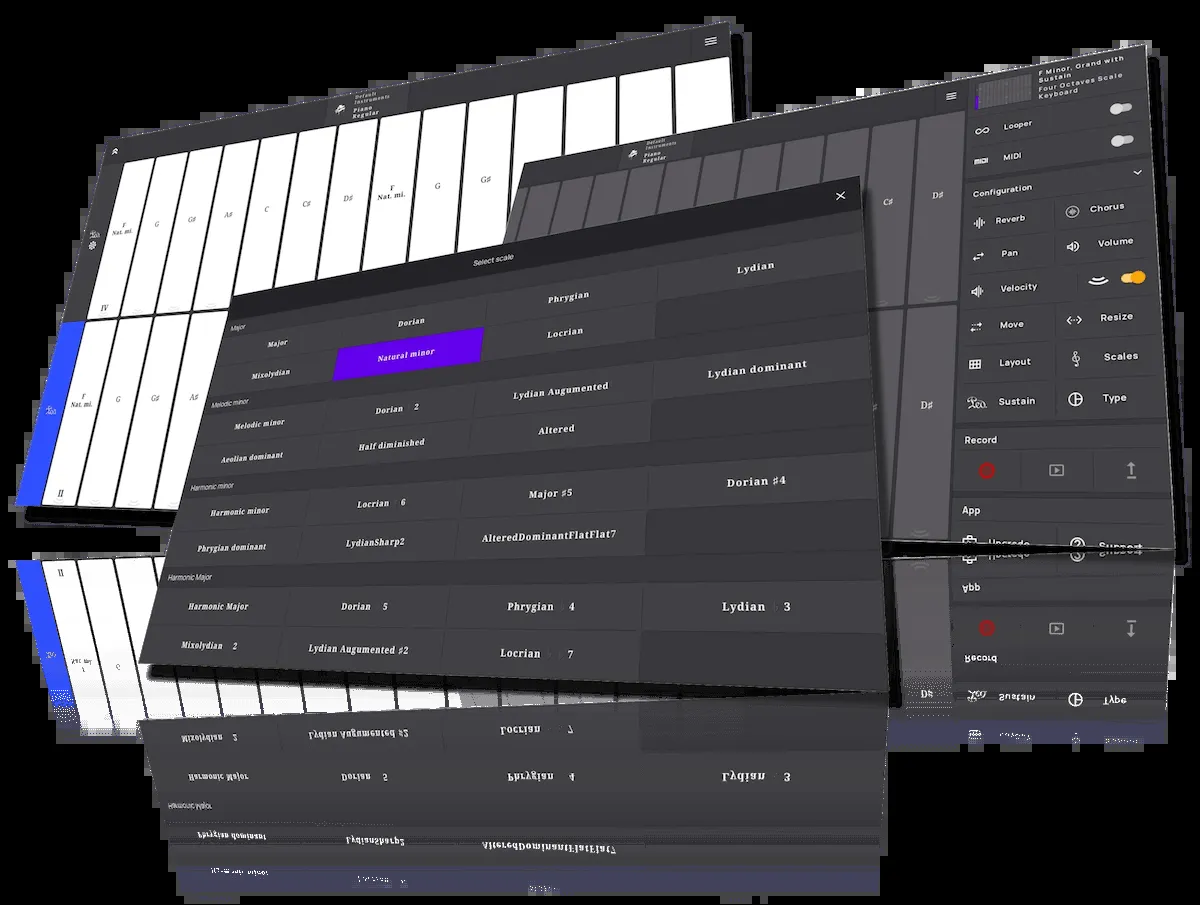 Default
Instruments
Piano
Regular
F
Nat. mi.
G
G♯
A♯
C
C♯
D♯
F
Nat. mi.
G
G♯
IV
F
Nat. mi.
G
G♯
A♯
II
Default
Instruments
Piano
Regular
C♯
D♯
D♯
F Minor, Grand with
Sustain
Four Octaves Scale
Keyboard
Looper
MIDI
Configuration
Reverb
Chorus
Pan
Volume
Velocity
Move
Resize
Layout
Scales
Sustain
Type
Record
App
Upgrade
Support
Select scale
Major
Major
Dorian
Phrygian
Lydian
Mixolydian
Natural minor
Locrian
Melodic minor
Melodic minor
Dorian 2
Lydian Augumented
Lydian dominant
Aeolian dominant
Half diminished
Altered
Harmonic minor
Harmonic minor
Locrian 6
Major ♯5
Dorian ♯4
Phrygian dominant
LydianSharp2
AlteredDominantFlatFlat7
Harmonic Major
Harmonic Major
Dorian 5
Phrygian 4
Lydian 3
Mixolydian 2
Lydian Augumented ♯2
Locrian 7